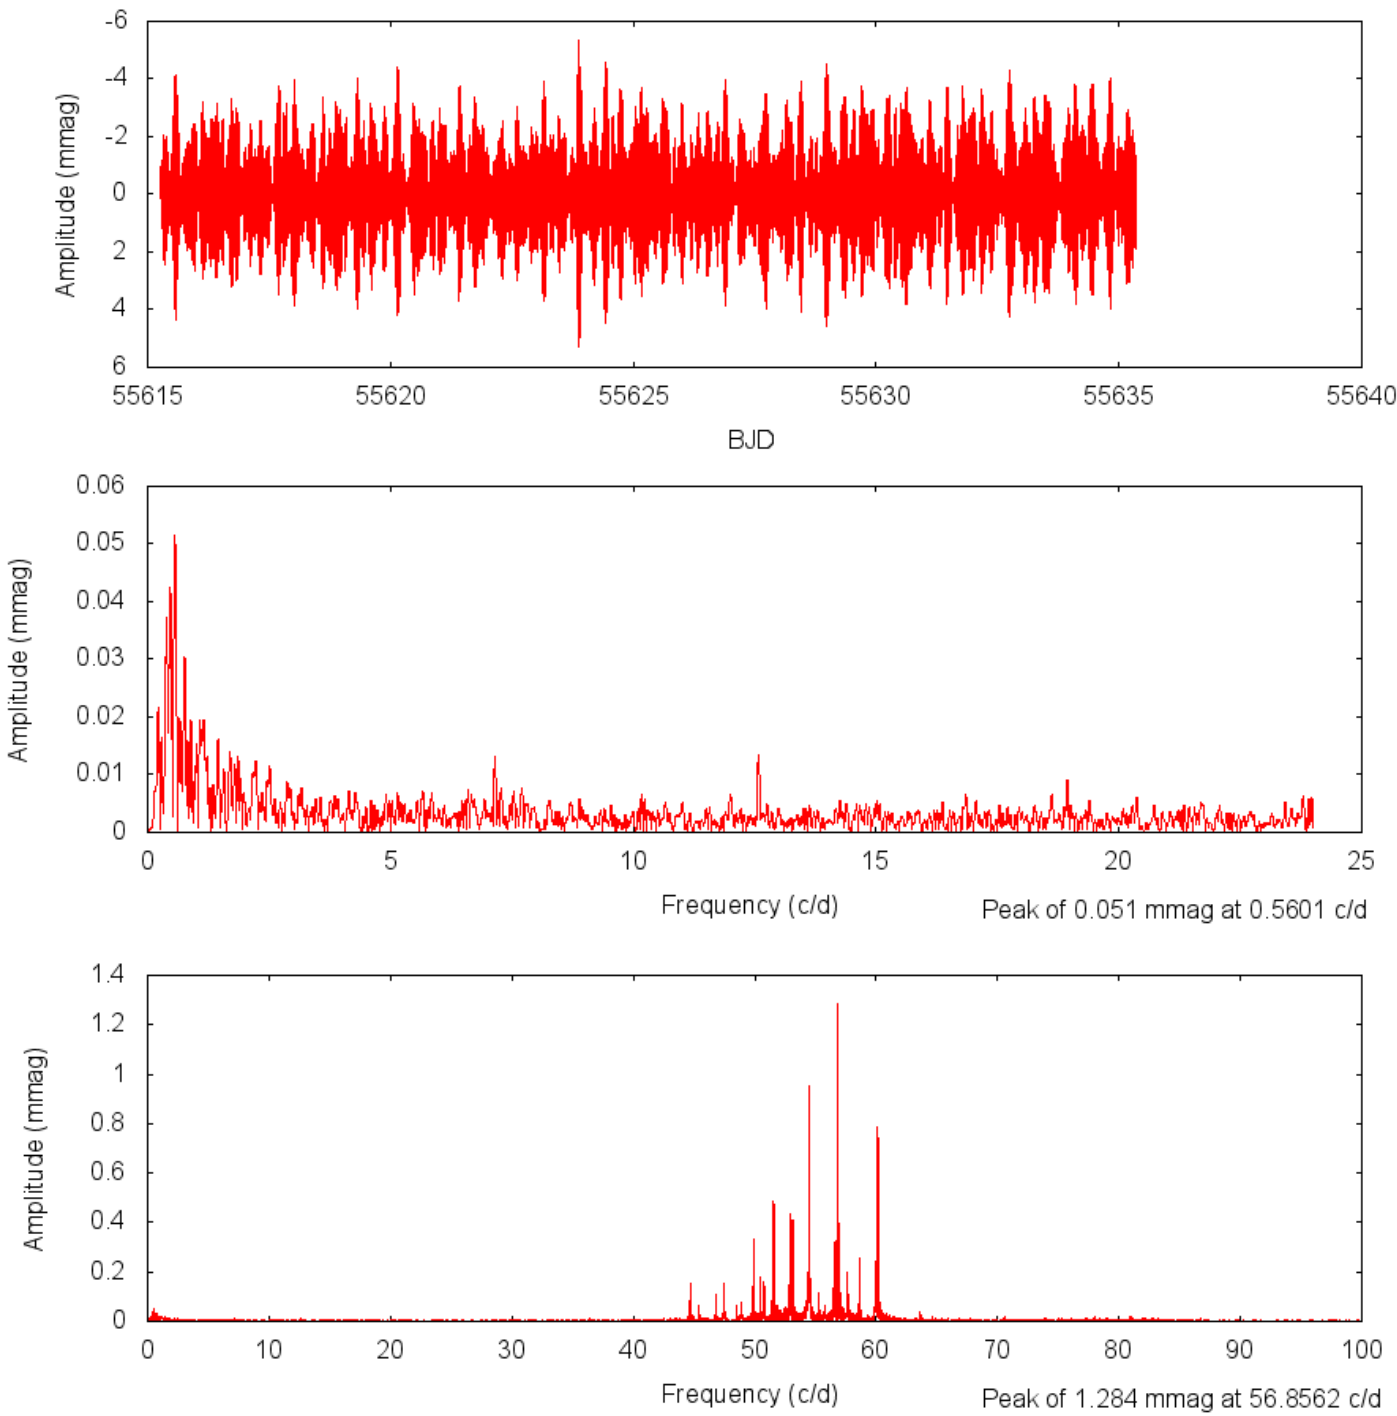 -6
-4
-2
0
2
4
6
Amplitude (mmag)
55615 55620 55625 55630 55635 55640
BJD
0.06
0.05
0.04
0.03
0.02
0.01
0
Amplitude (mmag)
0 5 10 15 20 25
Frequency (c/d)
Peak of 0.051 mmag at 0.5601 c/d
1.4
1.2
1
0.8
0.6
0.4
0.2
0
Amplitude (mmag)
0 10 20 30 40 50 60 70 80 90 100
Frequency (c/d)
Peak of 1.284 mmag at 56.8562 c/d